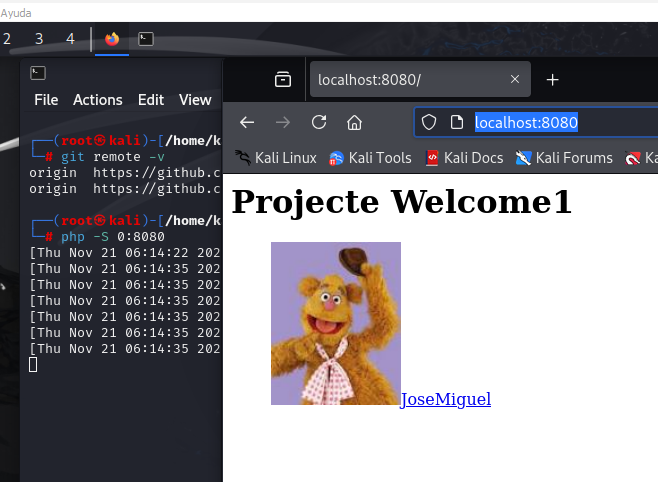 Ayuda
2 3 4
File Actions Edit View
┌──(root㉿kali)-[/home/k
└─# git remote -v
origin  https://github.c
origin  https://github.c
┌──(root㉿kali)-[/home/k
└─# php -S 0:8080
[Thu Nov 21 06:14:22 202
[Thu Nov 21 06:14:35 202
[Thu Nov 21 06:14:35 202
[Thu Nov 21 06:14:35 202
[Thu Nov 21 06:14:35 202
[Thu Nov 21 06:14:35 202
[Thu Nov 21 06:14:35 202
localhost:8080/
localhost:8080
Kali Linux Kali Tools Kali Docs Kali Forums Ka
Projecte Welcome1
JoseMiguel